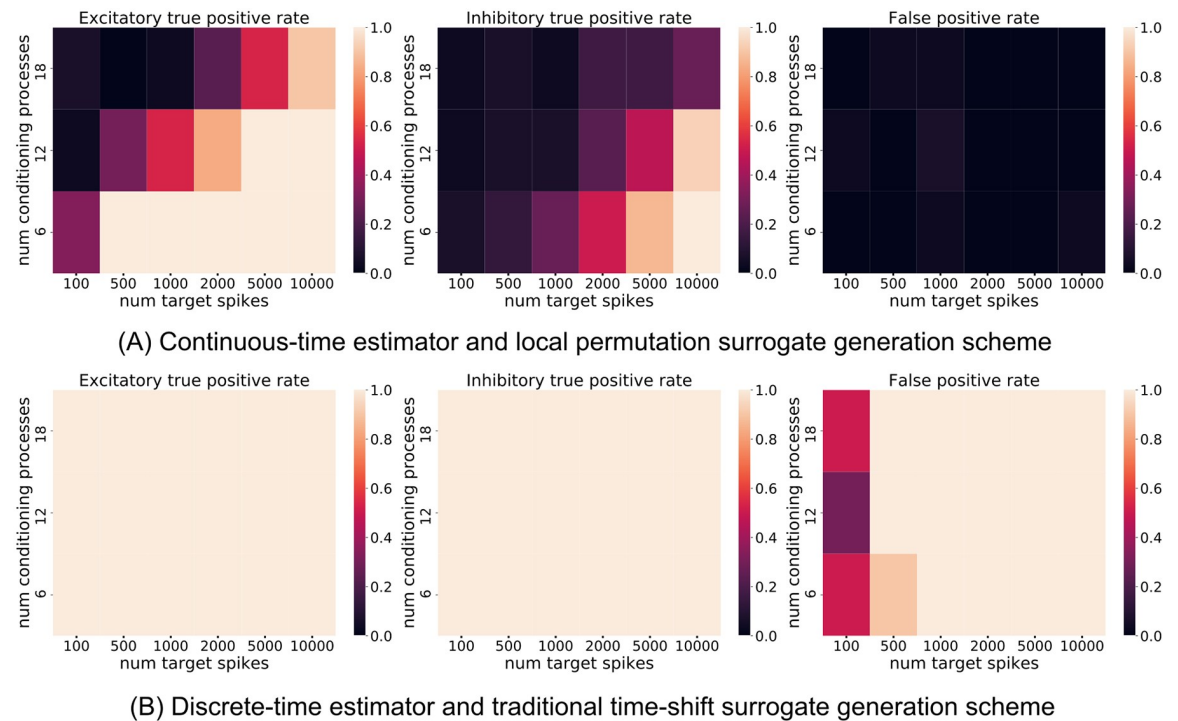 Excitatory true positive rate
num conditioning processes
18
12
6
100 500 1000 2000 5000 10000
num target spikes
1.0
0.8
0.6
0.4
0.2
0.0
Inhibitory true positive rate
num conditioning processes
18
12
6
100 500 1000 2000 5000 10000
num target spikes
1.0
0.8
0.6
0.4
0.2
0.0
False positive rate
num conditioning processes
18
12
6
100 500 1000 2000 5000 10000
num target spikes
1.0
0.8
0.6
0.4
0.2
0.0
(A) Continuous-time estimator and local permutation surrogate generation scheme
Excitatory true positive rate
num conditioning processes
18
12
6
100 500 1000 2000 5000 10000
num target spikes
1.0
0.8
0.6
0.4
0.2
0.0
Inhibitory true positive rate
num conditioning processes
18
12
6
100 500 1000 2000 5000 10000
num target spikes
1.0
0.8
0.6
0.4
0.2
0.0
False positive rate
num conditioning processes
18
12
6
100 500 1000 2000 5000 10000
num target spikes
1.0
0.8
0.6
0.4
0.2
0.0
(B) Discrete-time estimator and traditional time-shift surrogate generation scheme